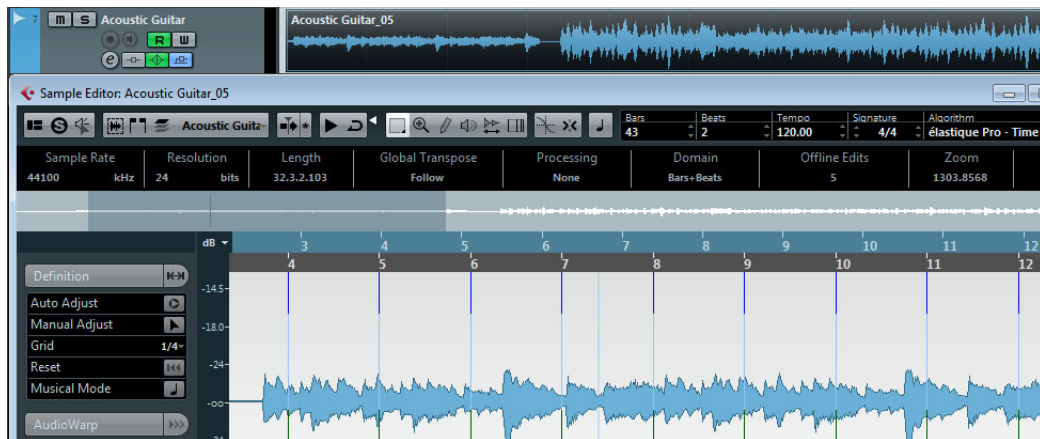 7 M S Acoustic Guitar
R W
e
Acoustic Guitar_05
Sample Editor: Acoustic Guitar_05
S Acoustic Guita
Bars Beats Tempo Signature Algorithm
43 2 120.00 4/4 élastique Pro - Time
Sample Rate Resolution Length Global Transpose Processing Domain Offline Edits Zoom
44100 kHz 24 bits 32.3.2.103 Follow None Bars+Beats 5 1303.8568
dB 3 4 5 6 7 8 9 10 11 12
4 5 6 7 8 9 10 11 12
Definition
-14.5
Auto Adjust
Manual Adjust
-18.0
Grid 1/4
Reset
-24
Musical Mode
-oo
AudioWarp
-24